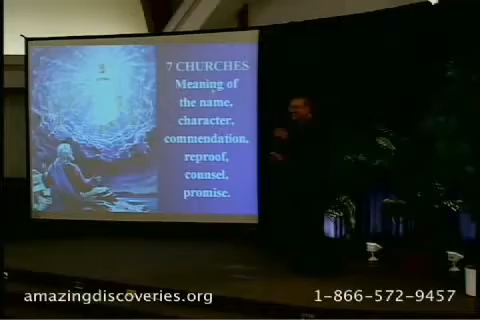 7 CHURCHES
Meaning of
the name,
character,
commendation,
reproof,
counsel,
promise.
amazingdiscoveries.org
1-866-572-9457